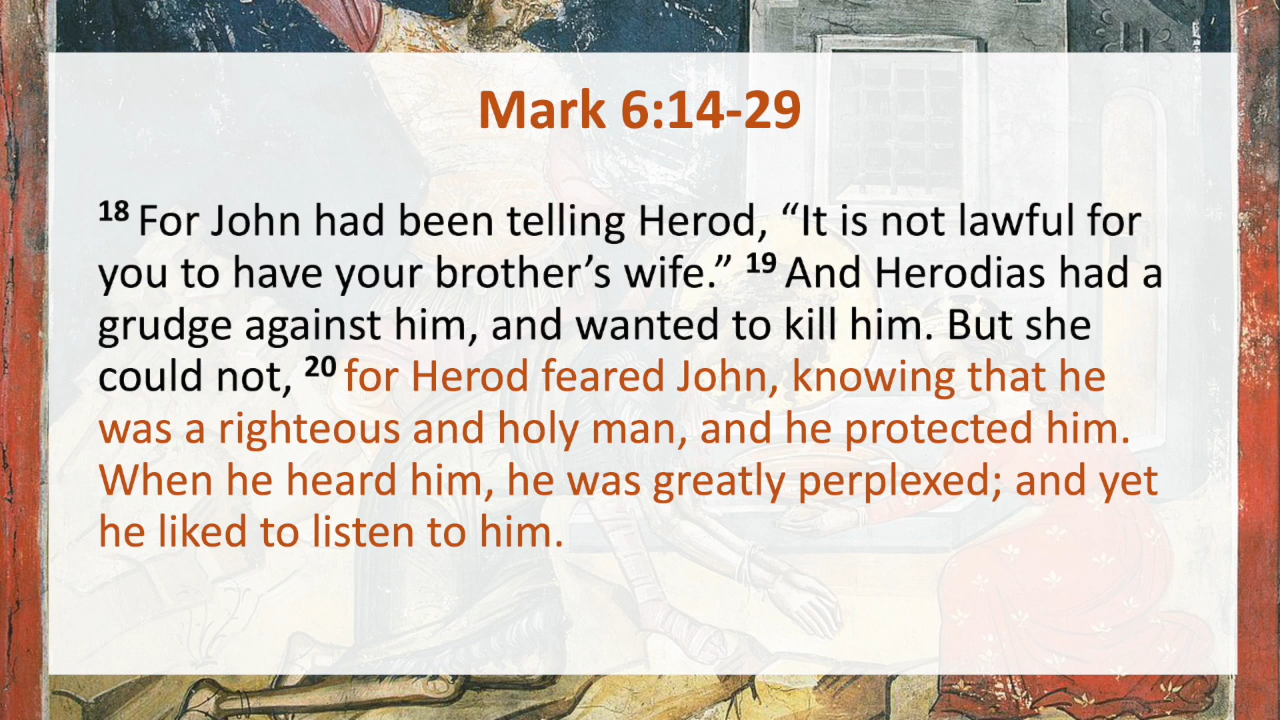 Mark 6:14-29
18 For John had been telling Herod, “It is not lawful for
you to have your brother’s wife.” 19 And Herodias had a
grudge against him, and wanted to kill him. But she
could not, 20 for Herod feared John, knowing that he
was a righteous and holy man, and he protected him.
When he heard him, he was greatly perplexed; and yet
he liked to listen to him.